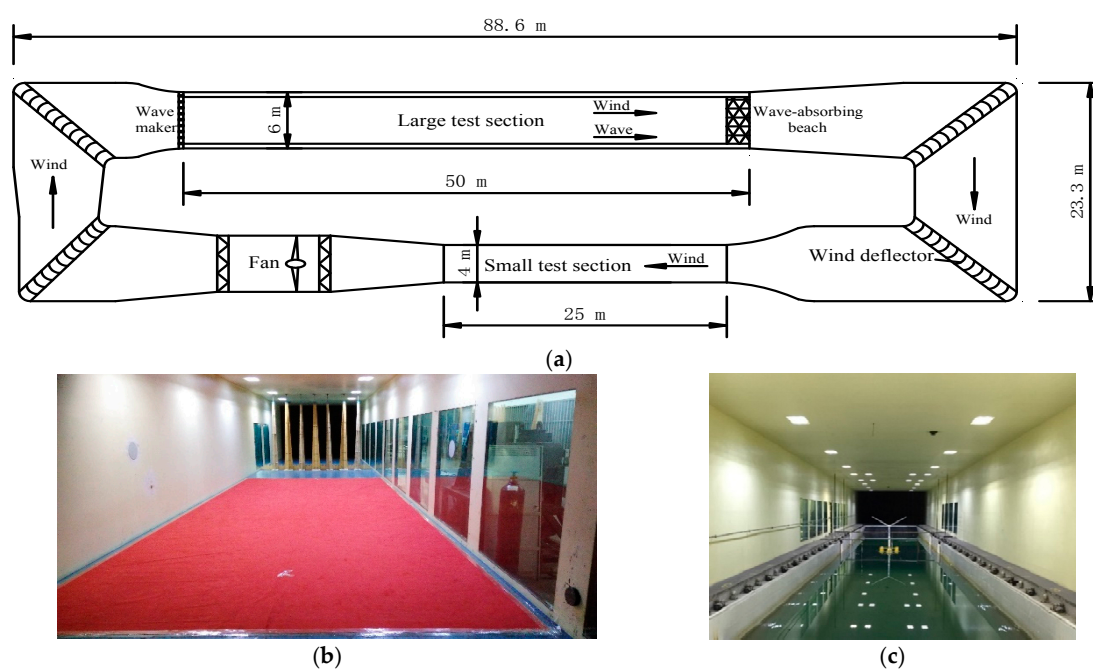 88.6 m
Wave
maker
6 m
Large test section
Wind
Wave
Wave-absorbing
beach
Wind
50 m
Wind
23.3 m
Fan
4 m
Small test section
Wind
Wind deflector
25 m
(a)
(b)
(c)